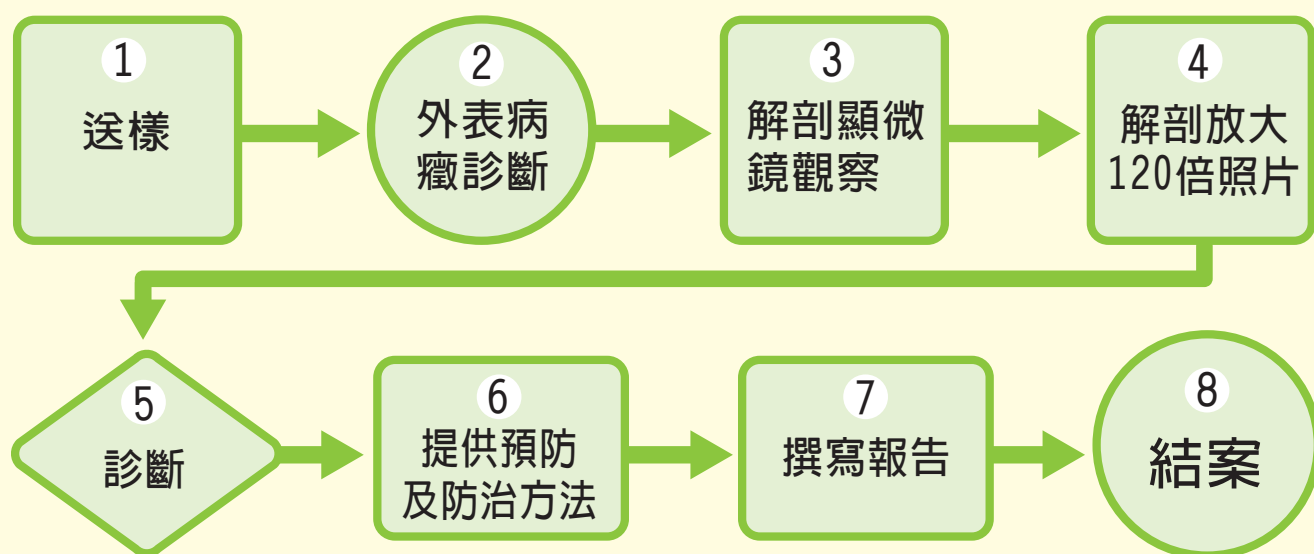 1
送樣
2
外表病
癥診斷
3
解剖顯微
鏡觀察
4
解剖放大
120倍照片
5
診斷
6
提供預防
及防治方法
7
撰寫報告
8
結案